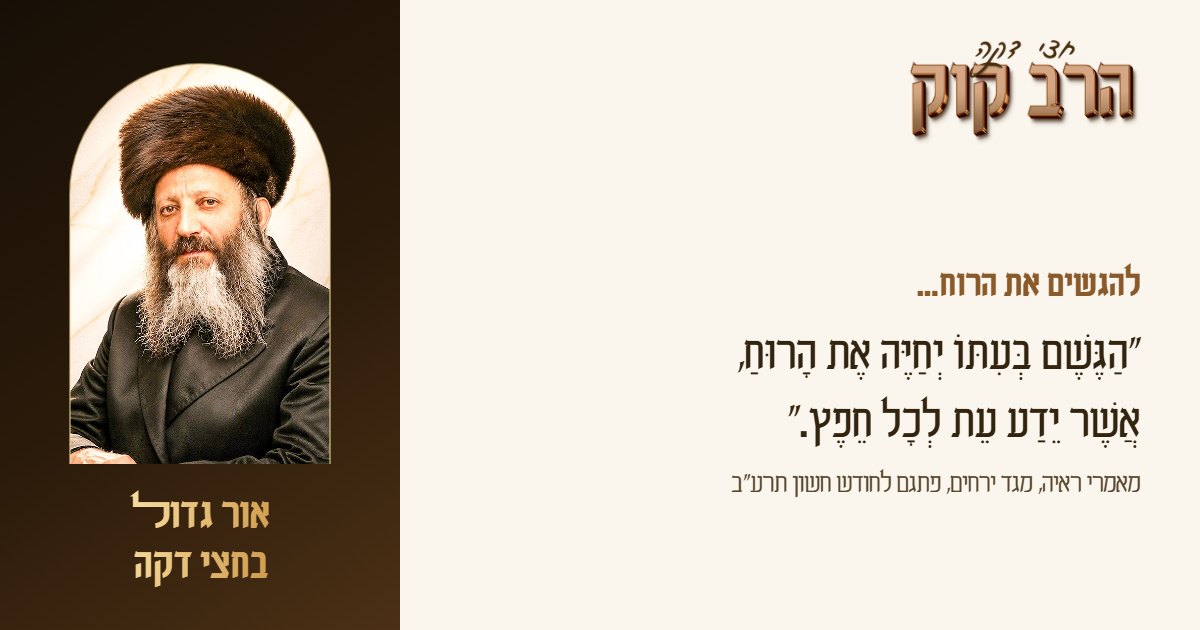 חצי דקה
הרב קוק
להגשים את הרוח...
"הַגֶּשֶׁם בְּעִתּוֹ יְחַיֶּה אֶת הָרוּחַ,
אֲשֶׁר יֵדַע עֵת לְכָל חֵפֶץ."
מאמרי ראיה, מגד ירחים, פתגם לחודש חשון תרע"ב
אור גדול
בחצי דקה